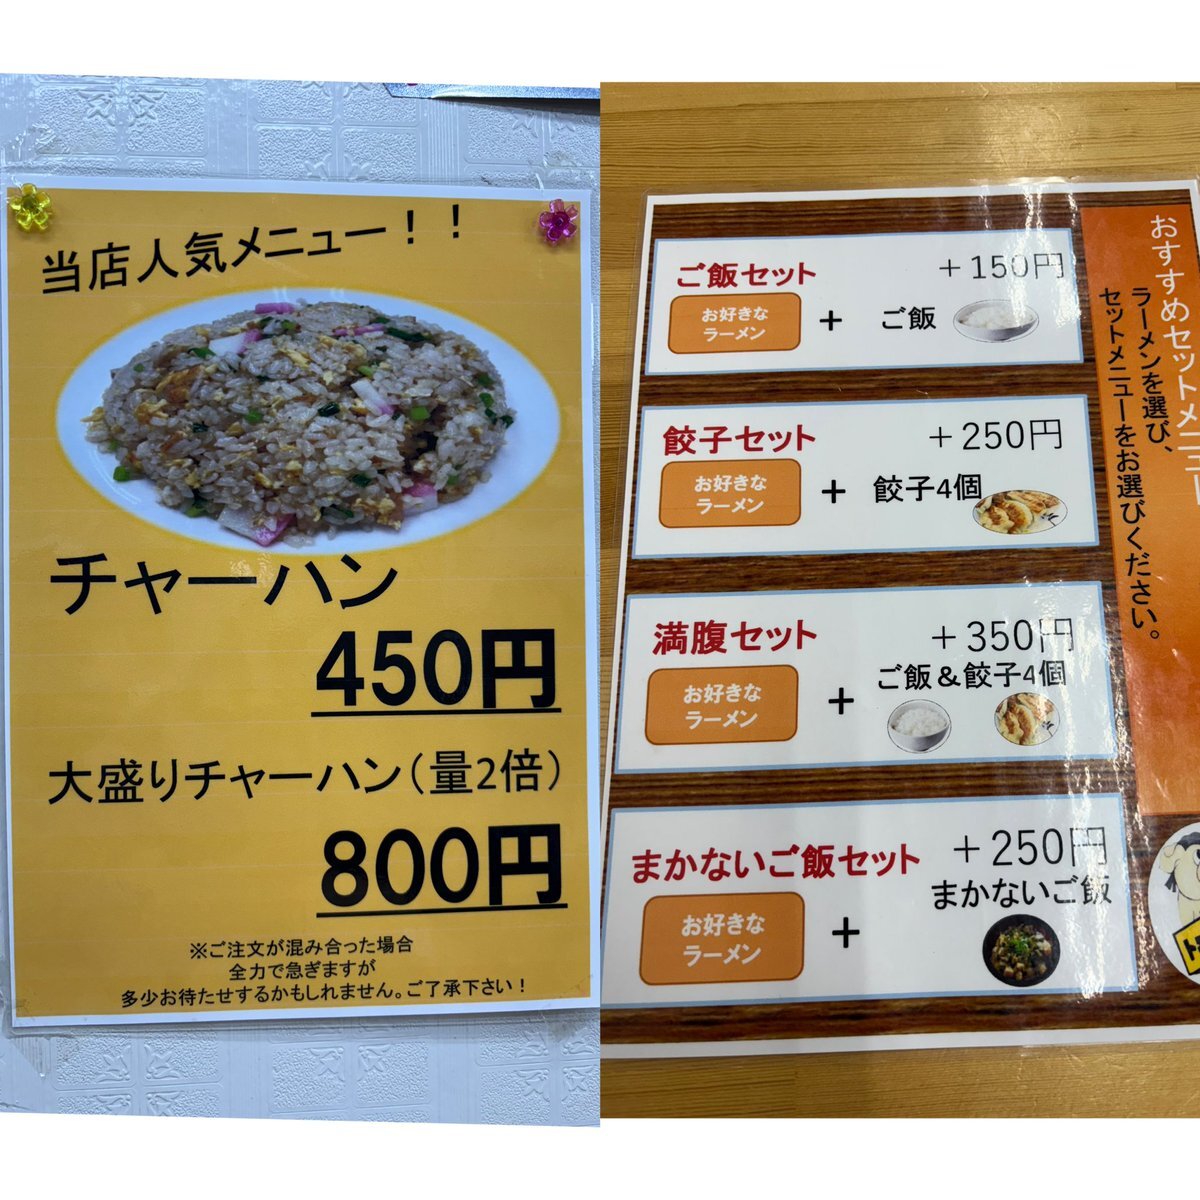 当店人気メニュー！！
チャーハン
450円
大盛りチャーハン（量2倍）
800円
※ご注文が混み合った場合
全力で急ぎますが
多少お待たせするかもしれません。ご了承下さい！
おすすめセットメニュー
ラーメンを選び、
セットメニューをお選びください。
ご飯セット ＋150円
お好きな
ラーメン
＋ ご飯
餃子セット ＋250円
お好きな
ラーメン
＋ 餃子4個
満腹セット ＋350円
お好きな
ラーメン
＋ ご飯＆餃子4個
まかないご飯セット ＋250円
お好きな
ラーメン
＋ まかないご飯